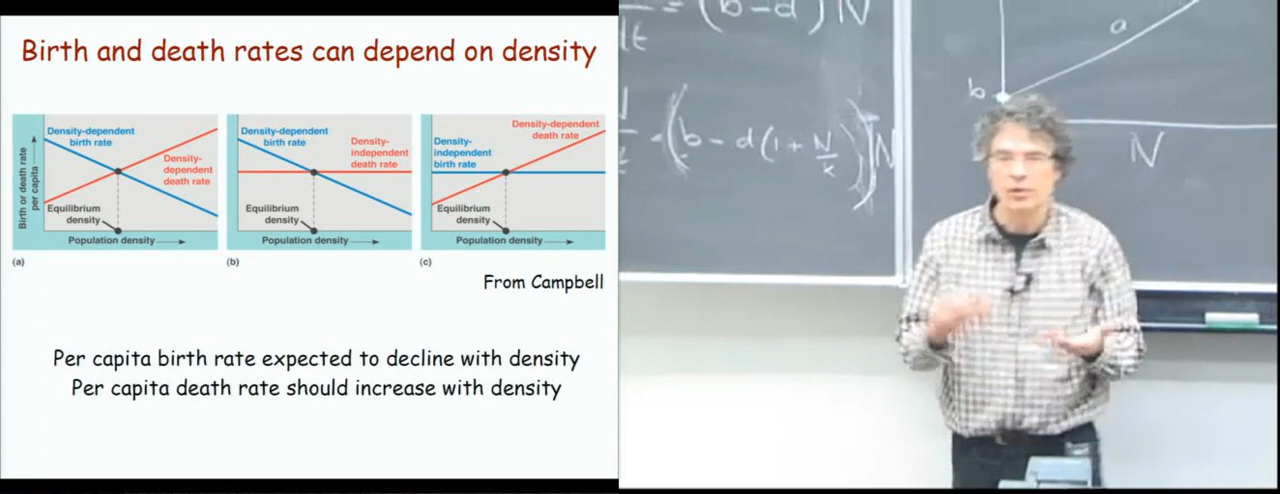 Birth and death rates can depend on density
Density-dependent
birth rate
Density-
dependent
death rate
Birth or death rate
per capita
Equilibrium
density
Population density
(a)
Density-dependent
birth rate
Density-
independent
death rate
Equilibrium
density
Population density
(b)
Density-dependent
death rate
Density-
independent
birth rate
Equilibrium
density
Population density
(c)
From Campbell
Per capita birth rate expected to decline with density
Per capita death rate should increase with density
= (b-d) N
dt
= (b - d(1 + N/K)) N
a
b
N